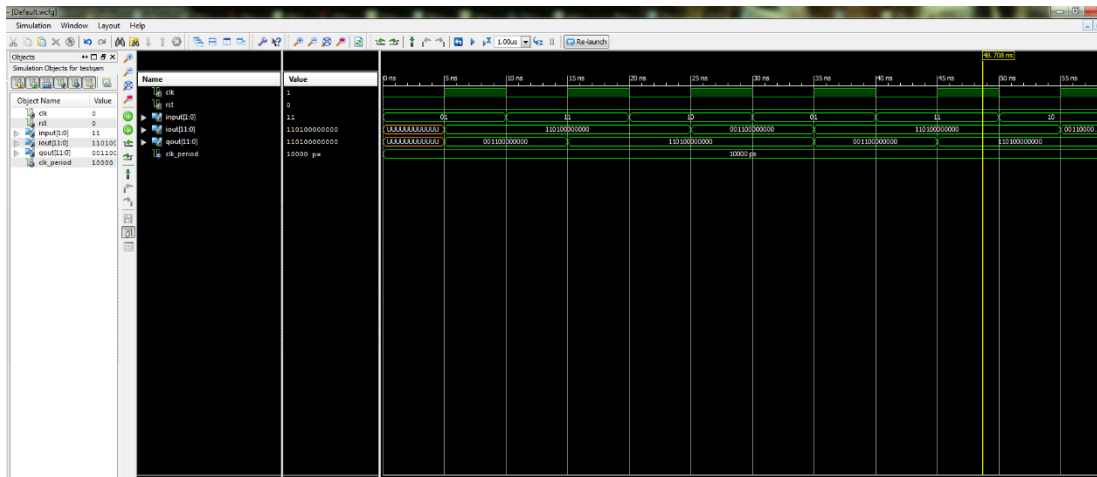 - [Default.wcfg]
Simulation Window Layout Help
1.00us Re-launch
Objects
Simulation Objects for testqam
Object Name Value
clk 0
rst 0
input[1:0] 11
iout[11:0] 110100
qout[11:0] 001100
clk_period 10000
48.708 ns
Name Value 0 ns 5 ns 10 ns 15 ns 20 ns 25 ns 30 ns 35 ns 40 ns 45 ns 50 ns 55 ns
clk 1
rst 0
input[1:0] 11 01 11 10 01 11 10
iout[11:0] 110100000000 UUUUUUUUUUUU 110100000000 001100000000 110100000000 00110000
qout[11:0] 110100000000 UUUUUUUUUUUU 001100000000 110100000000 001100000000 110100000000
clk_period 10000 ps 10000 ps